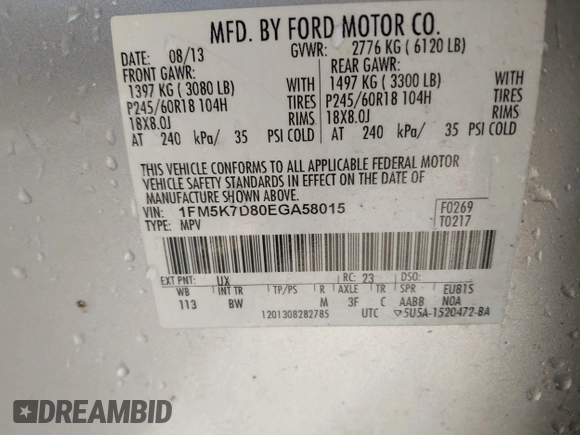 MFD. BY FORD MOTOR CO.
DATE: 08/13 GVWR: 2776 KG ( 6120 LB)
FRONT GAWR: REAR GAWR:
1397 KG ( 3080 LB) WITH 1497 KG ( 3300 LB) WITH
P245/60R18 104H TIRES P245/60R18 104H TIRES
18X8.0J RIMS 18X8.0J RIMS
AT 240 kPa/ 35 PSI COLD AT 240 kPa/ 35 PSI COLD
THIS VEHICLE CONFORMS TO ALL APPLICABLE FEDERAL MOTOR
VEHICLE SAFETY STANDARDS IN EFFECT ON THE DATE OF
MANUFACTURE SHOWN ABOVE.
VIN: 1FM5K7D80EGA58015 F0269
TYPE: MPV T0217
EXT PNT: UX RC: 23 DSO:
WB INT TR TP/PS R AXLE TR SPR EUB1S
113 BW M 3F C AABB NOA
1201308282785 UTC ▽5U5A-1520472-BA
DREAMBID